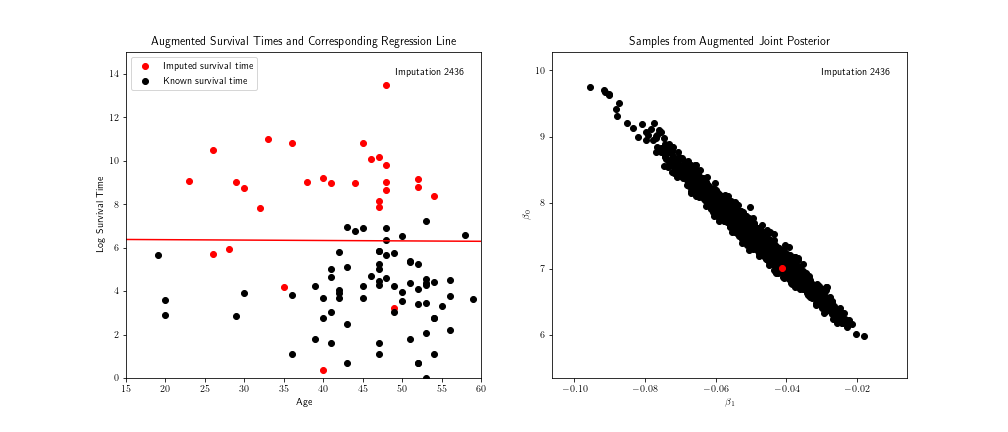 Augmented Survival Times and Corresponding Regression Line
Imputed survival time
Known survival time
Imputation 2436
Log Survival Time
14
12
10
8
6
4
2
0
15 20 25 30 35 40 45 50 55 60
Age
Samples from Augmented Joint Posterior
Imputation 2436
β₀
10
9
8
7
6
−0.10 −0.08 −0.06 −0.04 −0.02
β₁